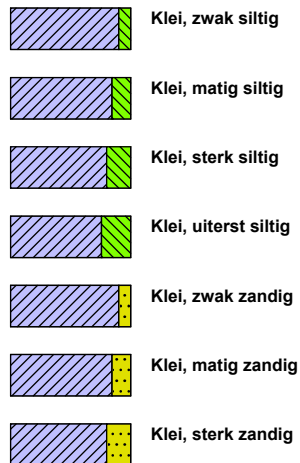 Klei, zwak siltig
Klei, matig siltig
Klei, sterk siltig
Klei, uiterst siltig
Klei, zwak zandig
Klei, matig zandig
Klei, sterk zandig